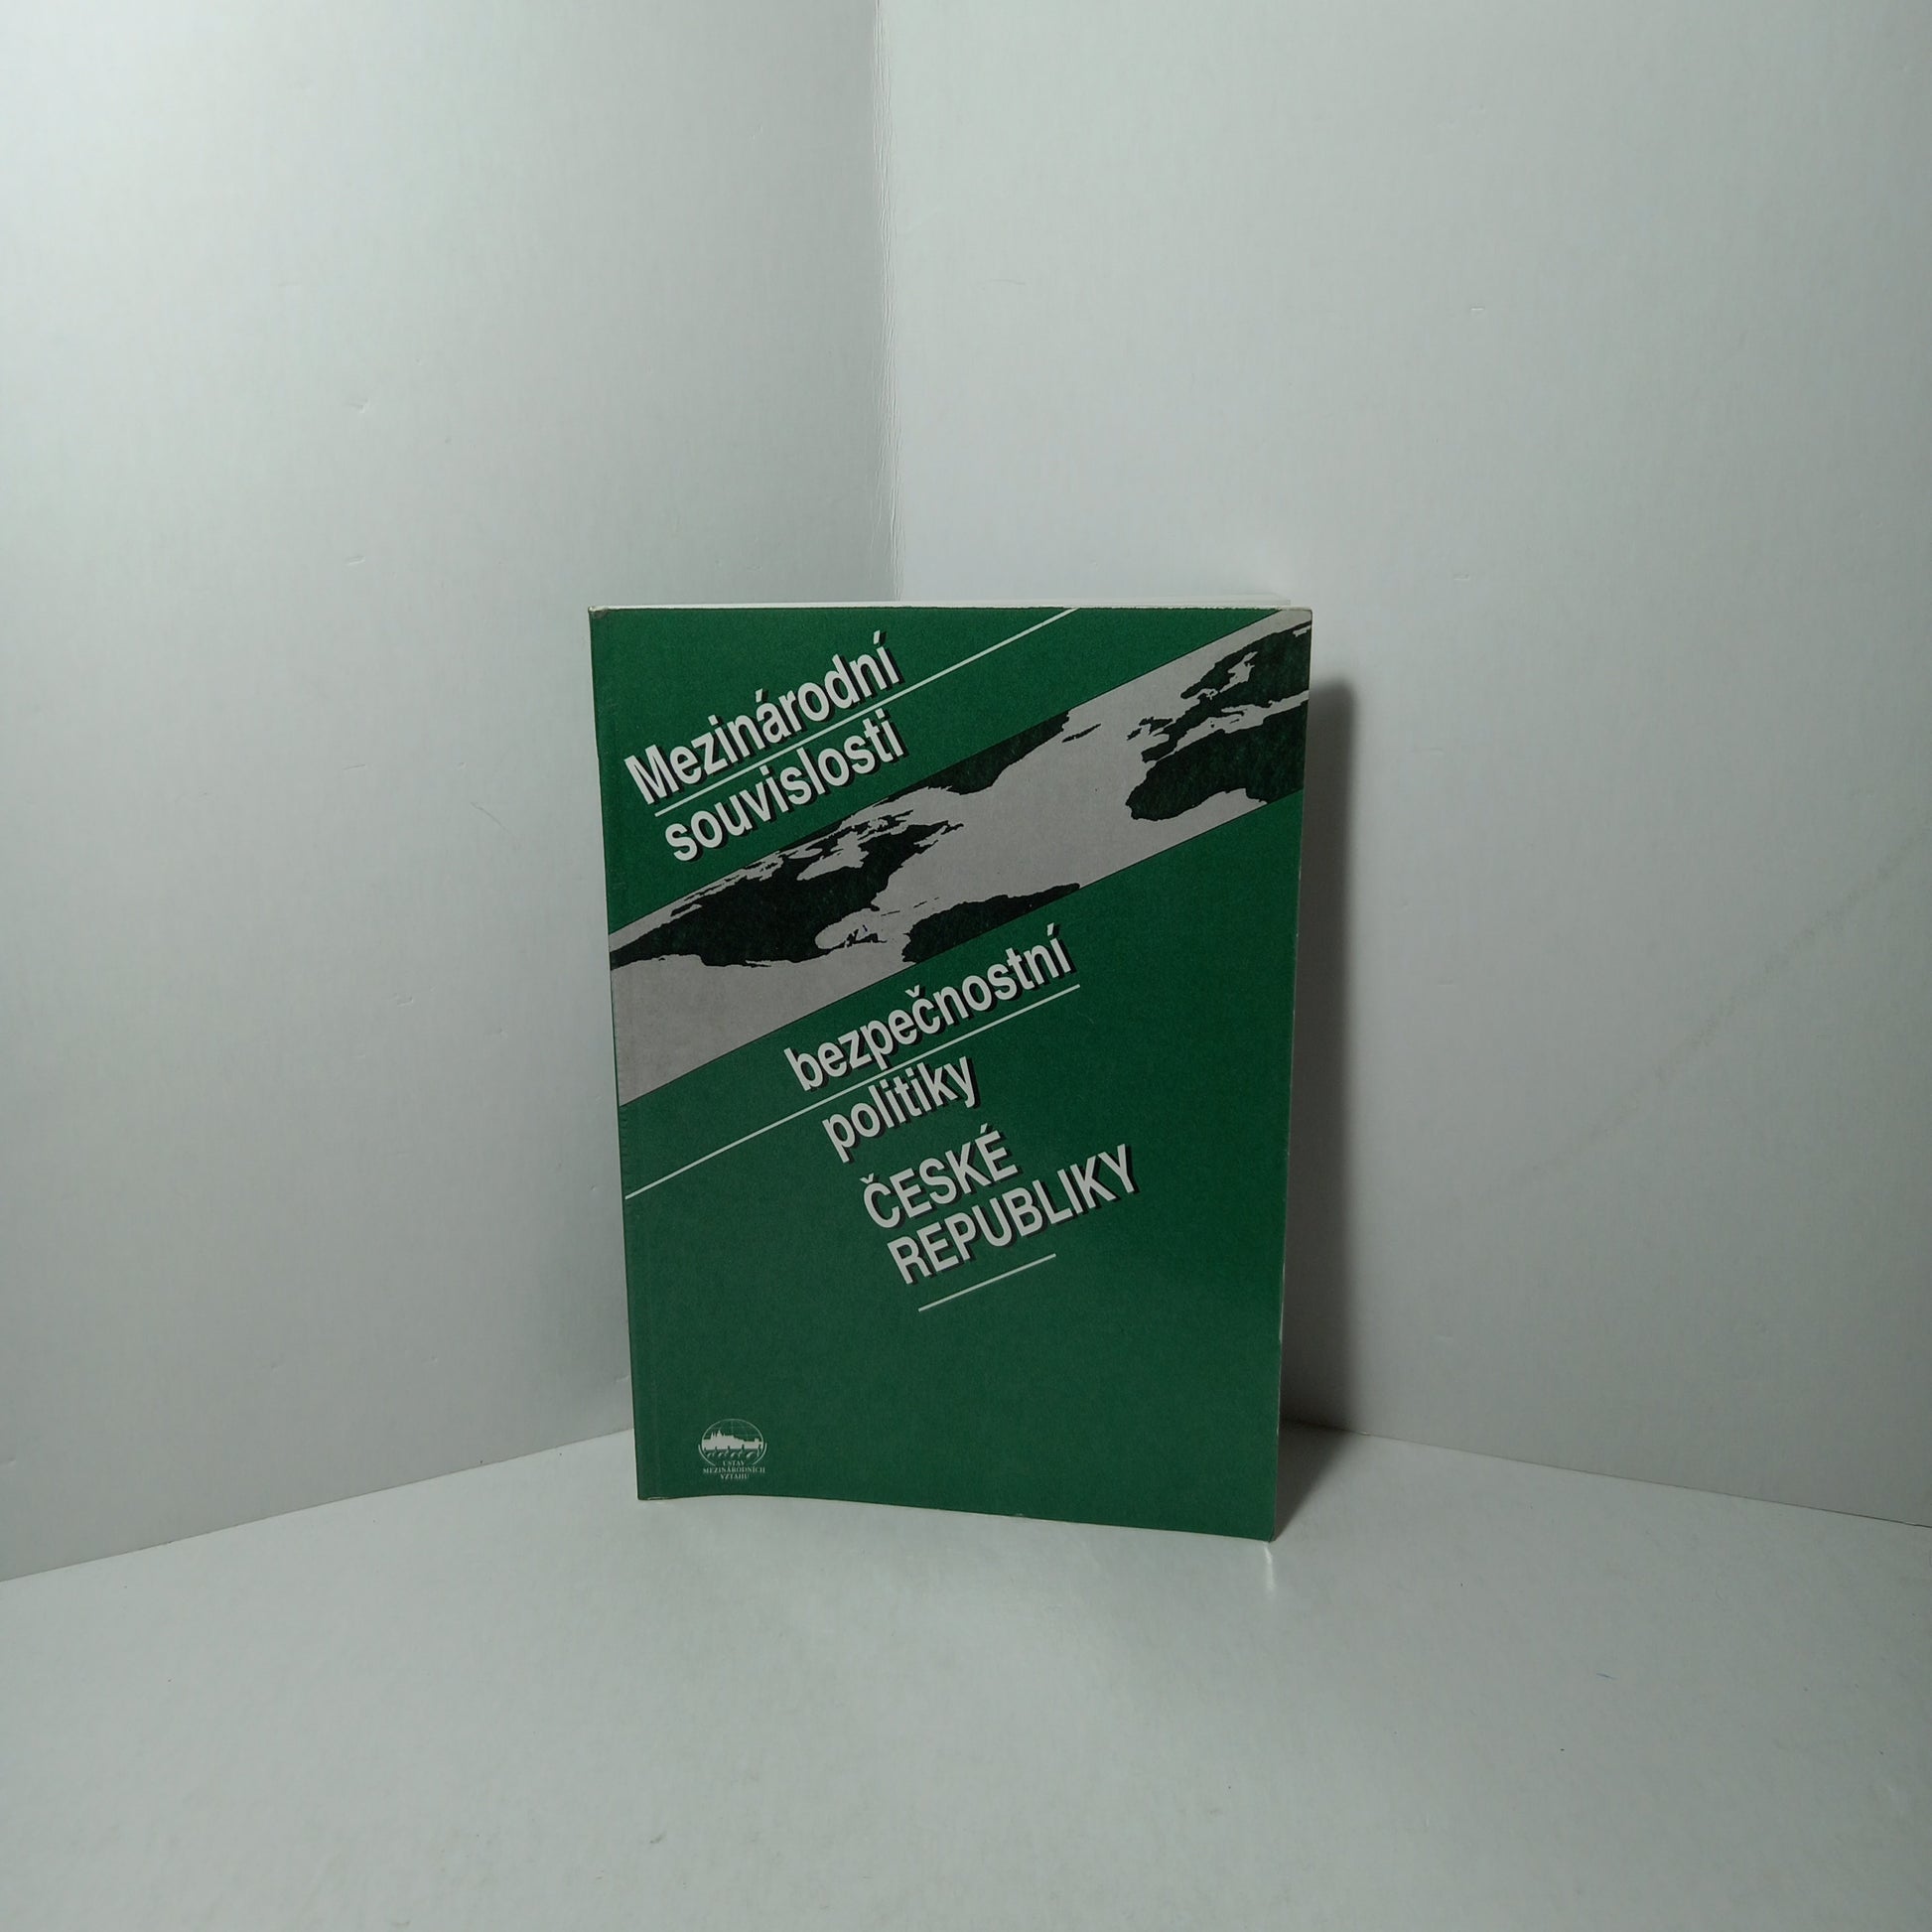 Mezinárodní
souvislosti
bezpečnostní
politiky
ČESKÉ
REPUBLIKY
ÚSTAV
MEZINÁRODNÍCH
VZTAHŮ